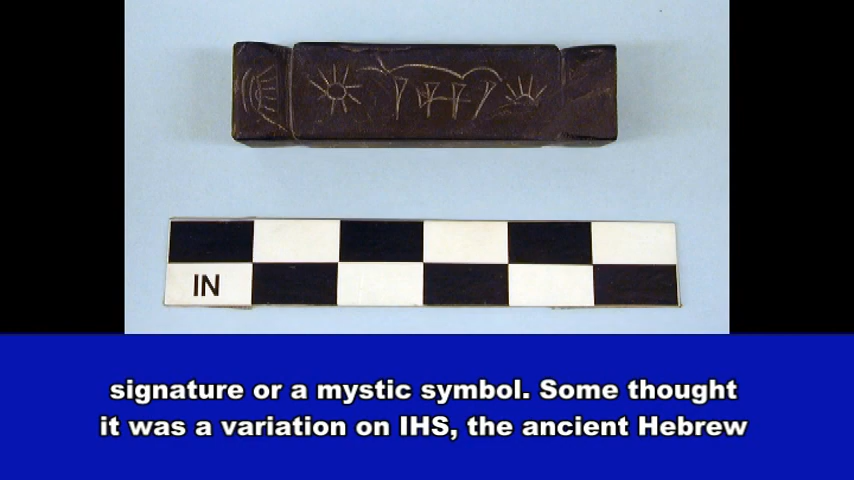 IN
signature or a mystic symbol. Some thought
it was a variation on IHS, the ancient Hebrew